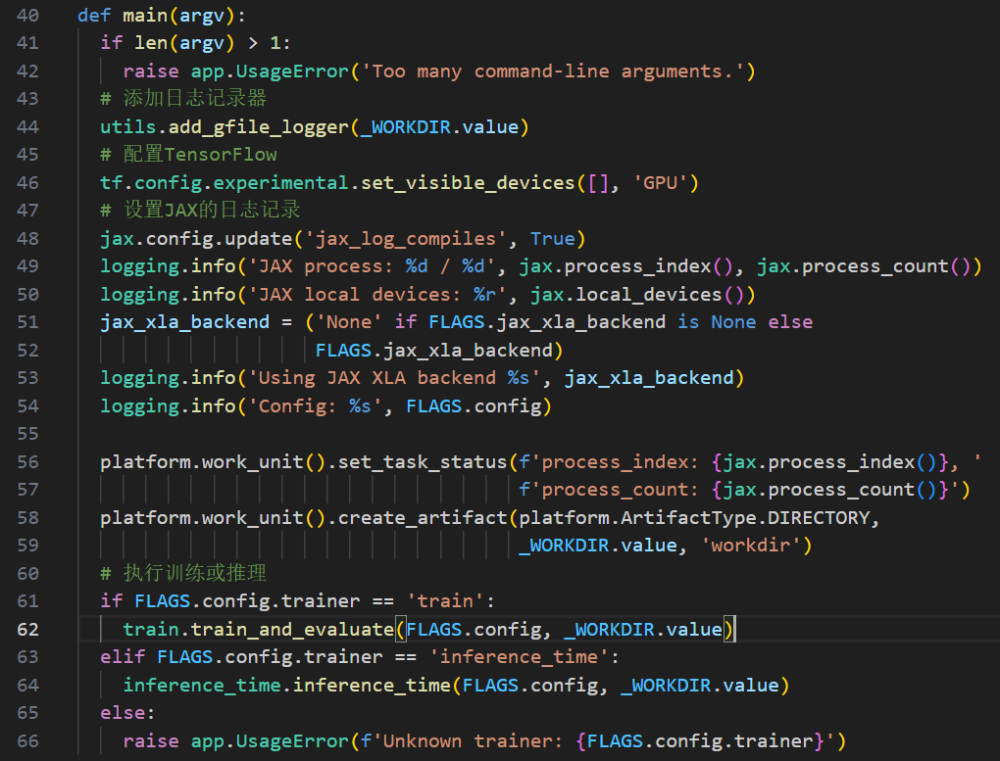 40 def main(argv):
41   if len(argv) > 1:
42     raise app.UsageError('Too many command-line arguments.')
43   # 添加日志记录器
44   utils.add_gfile_logger(_WORKDIR.value)
45   # 配置TensorFlow
46   tf.config.experimental.set_visible_devices([], 'GPU')
47   # 设置JAX的日志记录
48   jax.config.update('jax_log_compiles', True)
49   logging.info('JAX process: %d / %d', jax.process_index(), jax.process_count())
50   logging.info('JAX local devices: %r', jax.local_devices())
51   jax_xla_backend = ('None' if FLAGS.jax_xla_backend is None else
52                      FLAGS.jax_xla_backend)
53   logging.info('Using JAX XLA backend %s', jax_xla_backend)
54   logging.info('Config: %s', FLAGS.config)
55
56   platform.work_unit().set_task_status(f'process_index: {jax.process_index()}, '
57                                        f'process_count: {jax.process_count()}')
58   platform.work_unit().create_artifact(platform.ArtifactType.DIRECTORY,
59                                        _WORKDIR.value, 'workdir')
60   # 执行训练或推理
61   if FLAGS.config.trainer == 'train':
62     train.train_and_evaluate(FLAGS.config, _WORKDIR.value)
63   elif FLAGS.config.trainer == 'inference_time':
64     inference_time.inference_time(FLAGS.config, _WORKDIR.value)
65   else:
66     raise app.UsageError(f'Unknown trainer: {FLAGS.config.trainer}')